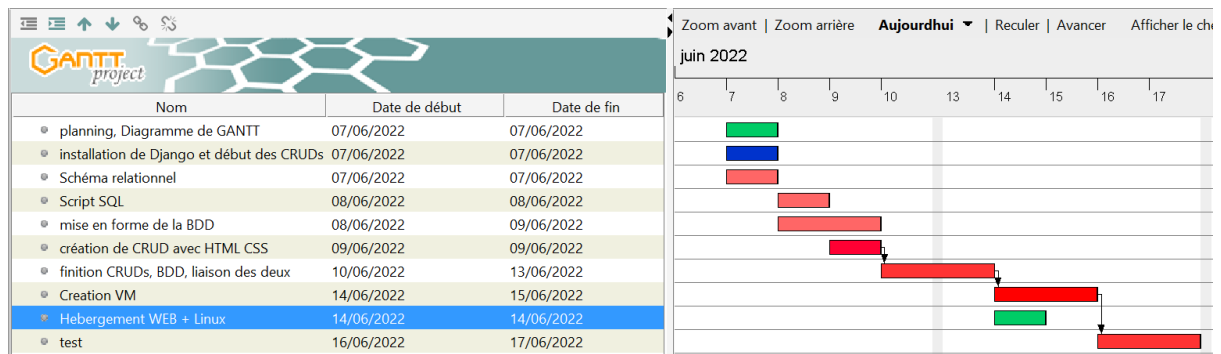 Zoom avant | Zoom arrière Aujourdhui | Reculer | Avancer Afficher le che
GANTT
project
juin 2022
Nom Date de début Date de fin
6 7 8 9 10 13 14 15 16 17
planning, Diagramme de GANTT 07/06/2022 07/06/2022
installation de Django et début des CRUDs 07/06/2022 07/06/2022
Schéma relationnel 07/06/2022 07/06/2022
Script SQL 08/06/2022 08/06/2022
mise en forme de la BDD 08/06/2022 09/06/2022
création de CRUD avec HTML CSS 09/06/2022 09/06/2022
finition CRUDs, BDD, liaison des deux 10/06/2022 13/06/2022
Creation VM 14/06/2022 15/06/2022
Hebergement WEB + Linux 14/06/2022 14/06/2022
test 16/06/2022 17/06/2022